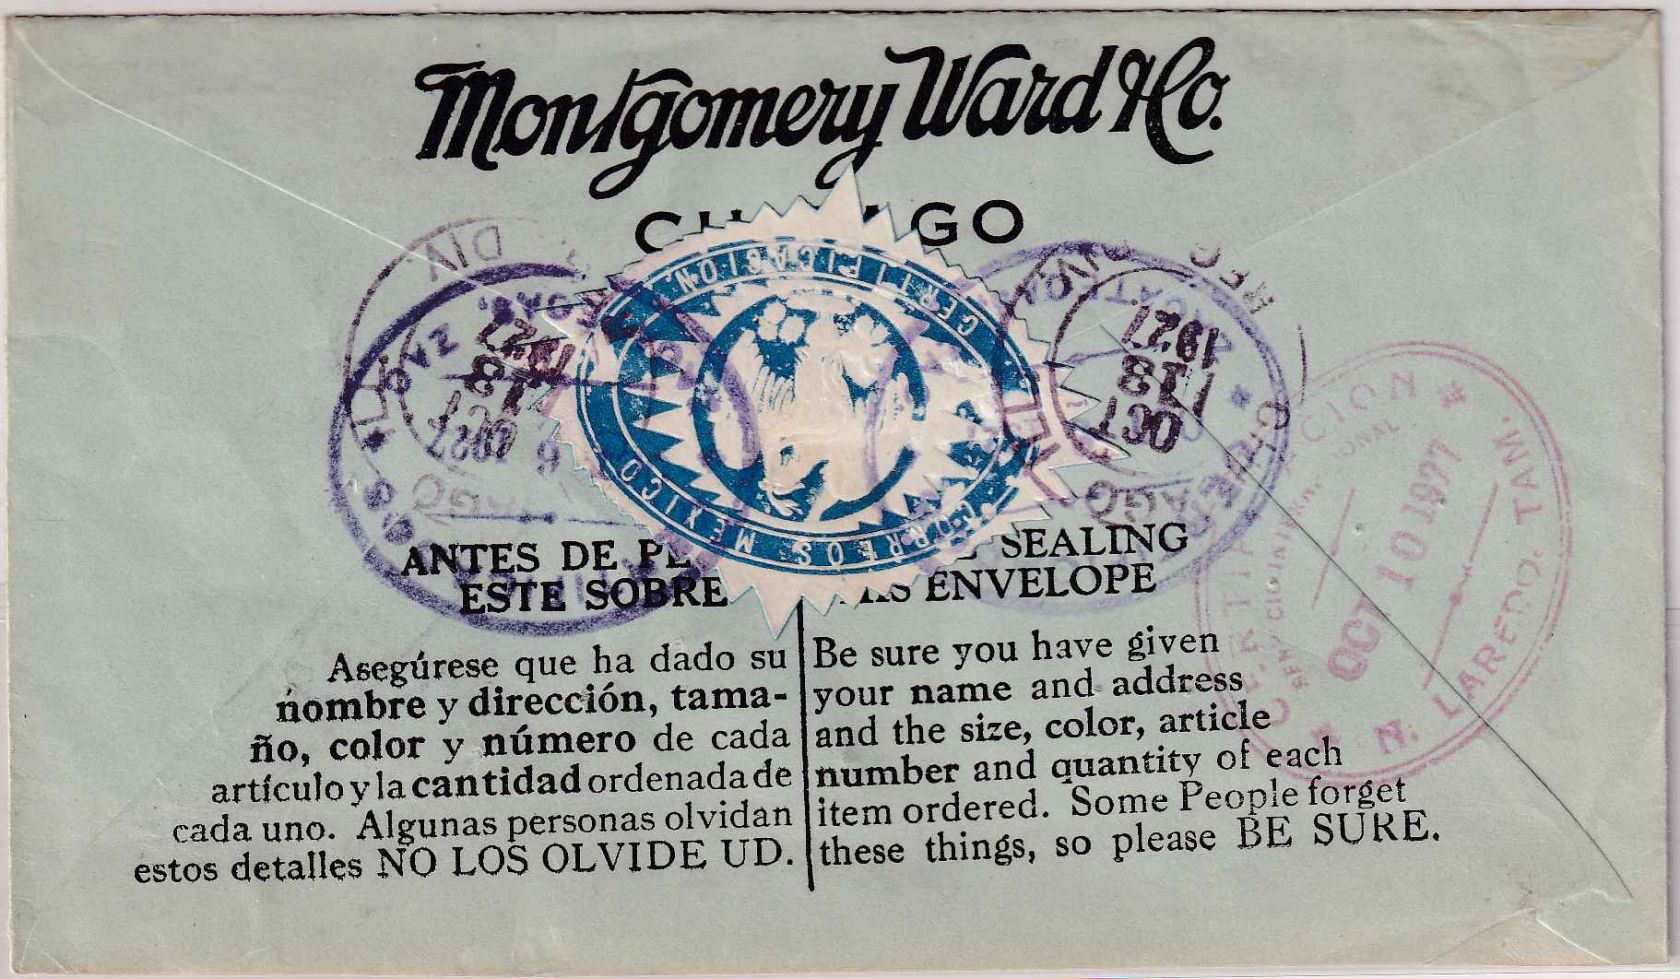 Montgomery Ward & Co.
ANTES DE
ESTE SOBRE
SEALING
ENVELOPE
Asegúrese que ha dado su
nombre y dirección, tama-
ño, color y número de cada
artículo y la cantidad ordenada de
cada uno. Algunas personas olvidan
estos detalles NO LOS OLVIDE UD.
Be sure you have given
your name and address
and the size, color, article
number and quantity of each
item ordered. Some People forget
these things, so please BE SURE.
CORREOS MEXICO
CERTIFICACION.
DIV
OCT
13
1927
OCT
13
1927
OCT 10 1927
N. LAREDO, TAM.